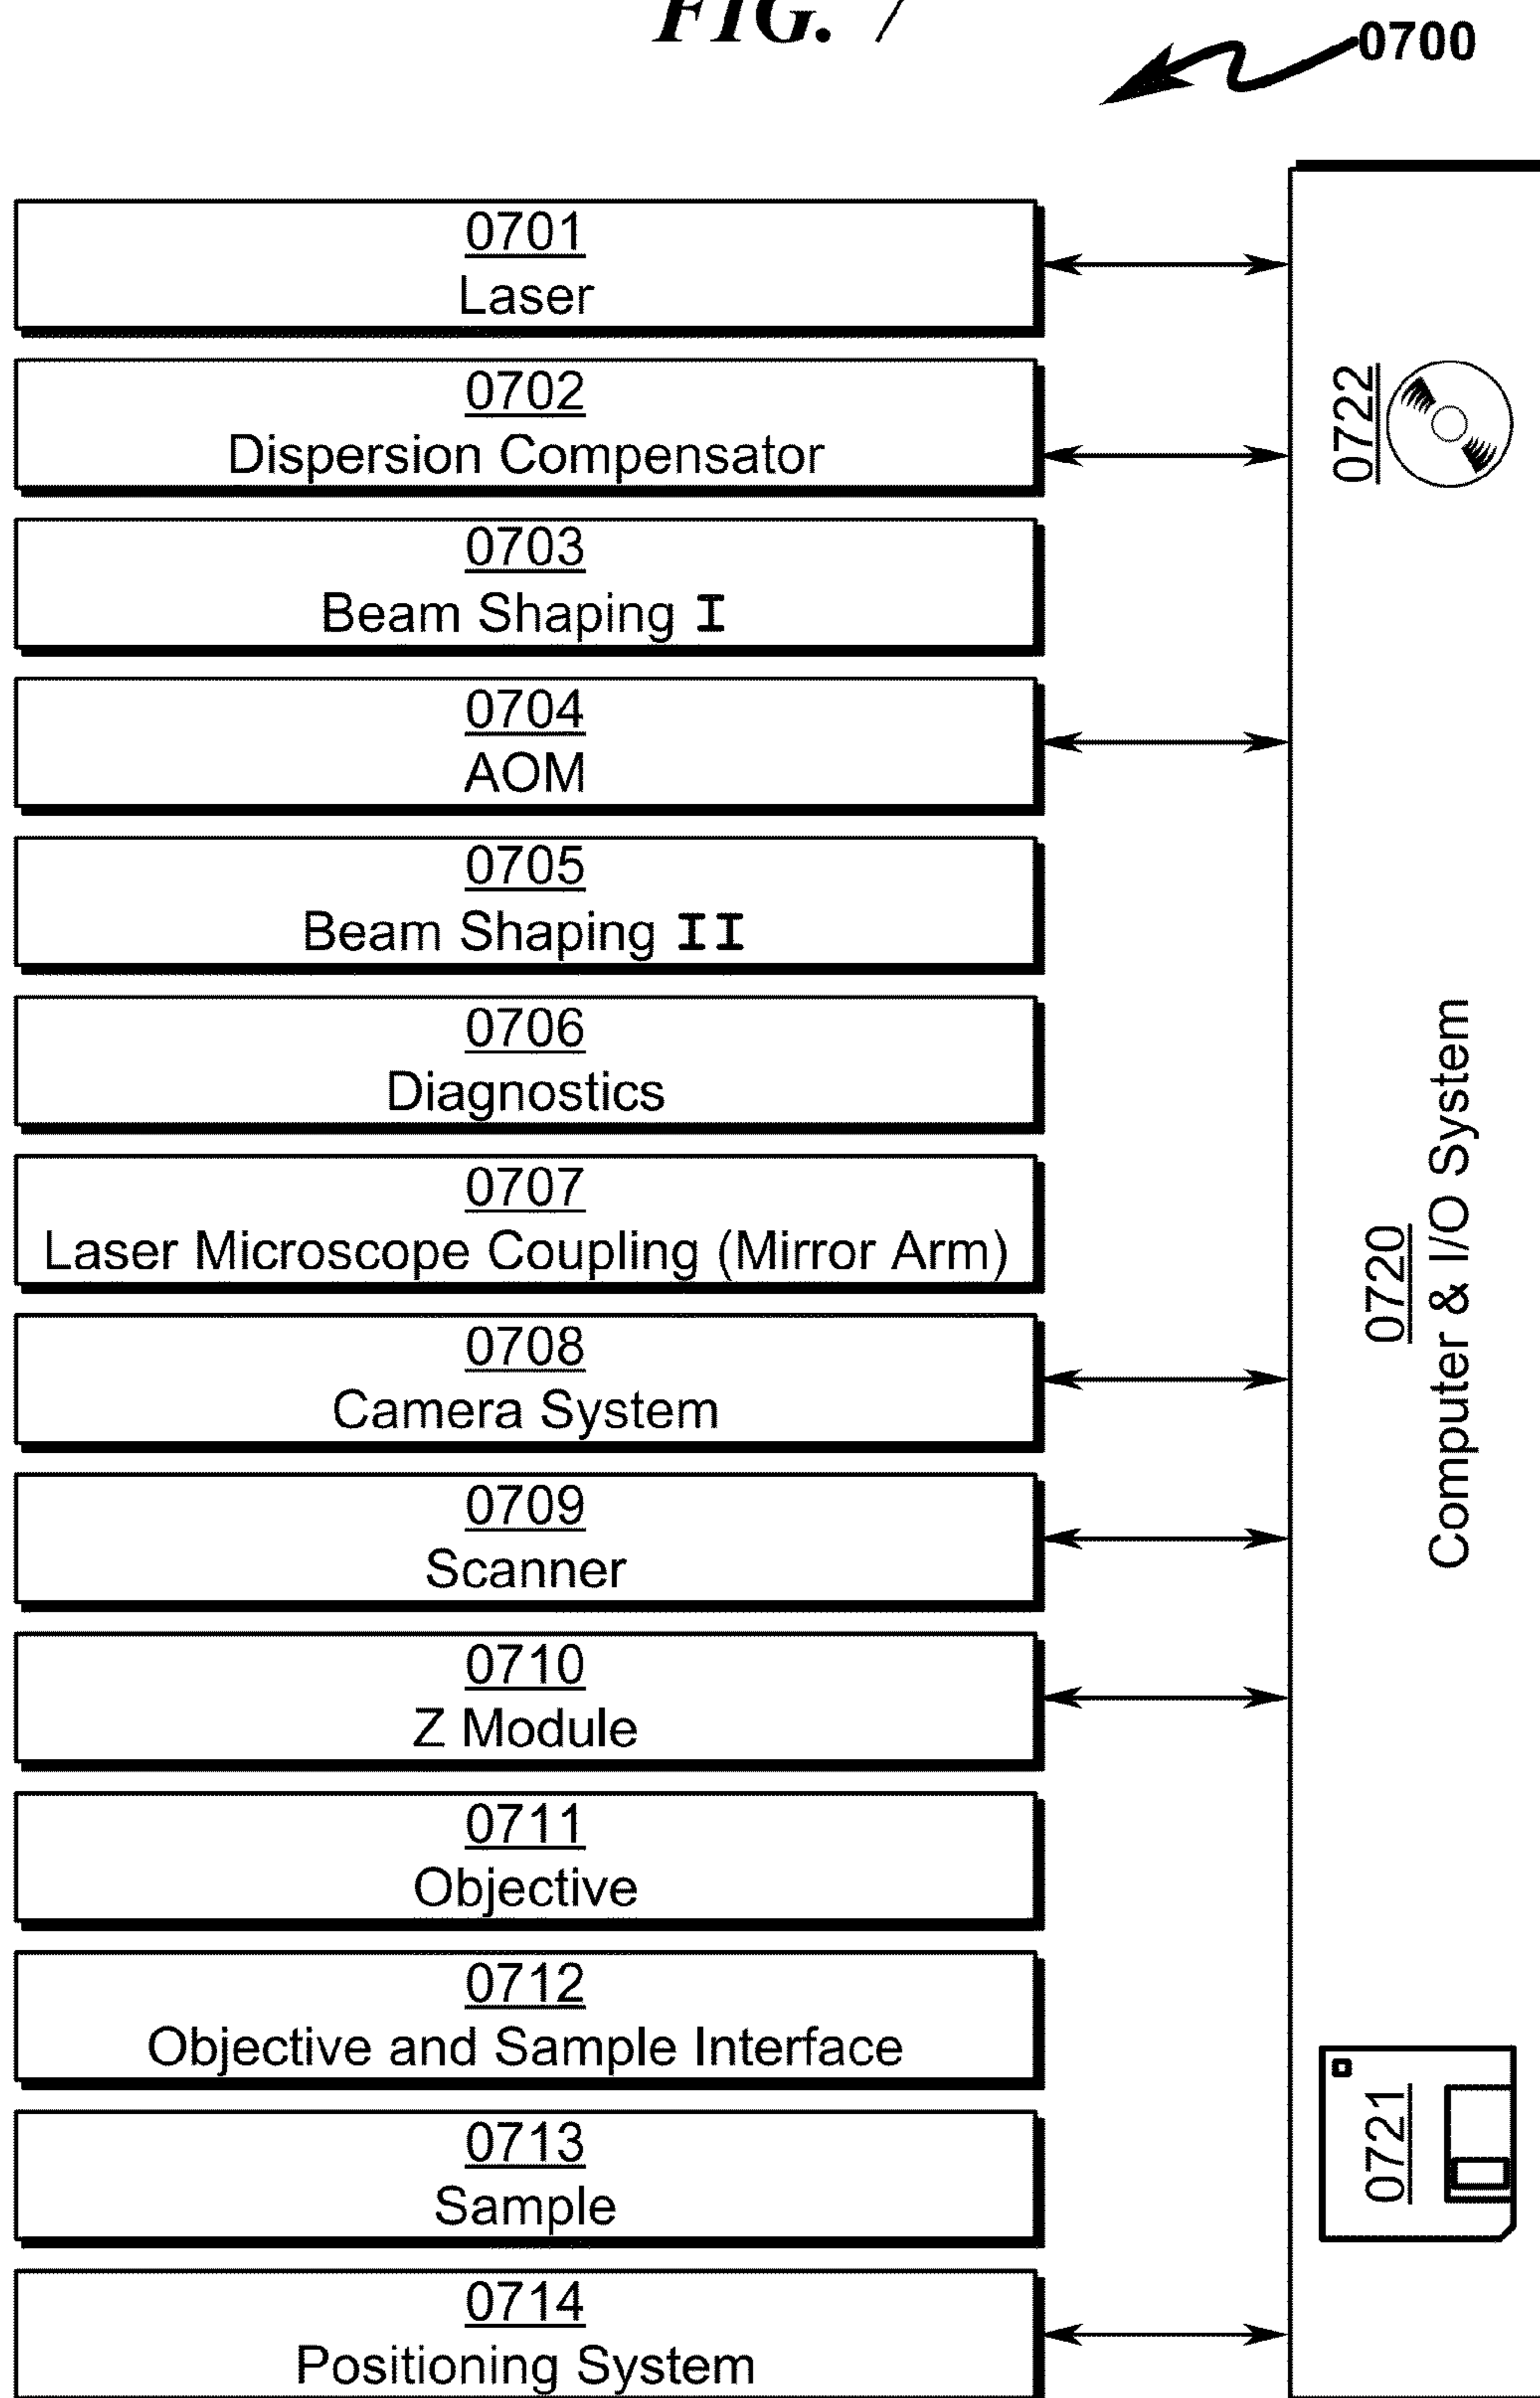 FIG. 7
0700
0701
Laser
0702
Dispersion Compensator
0703
Beam Shaping I
0704
AOM
0705
Beam Shaping II
0706
Diagnostics
0707
Laser Microscope Coupling (Mirror Arm)
0708
Camera System
0709
Scanner
0710
Z Module
0711
Objective
0712
Objective and Sample Interface
0713
Sample
0714
Positioning System
0722
0720
Computer & I/O System
0721